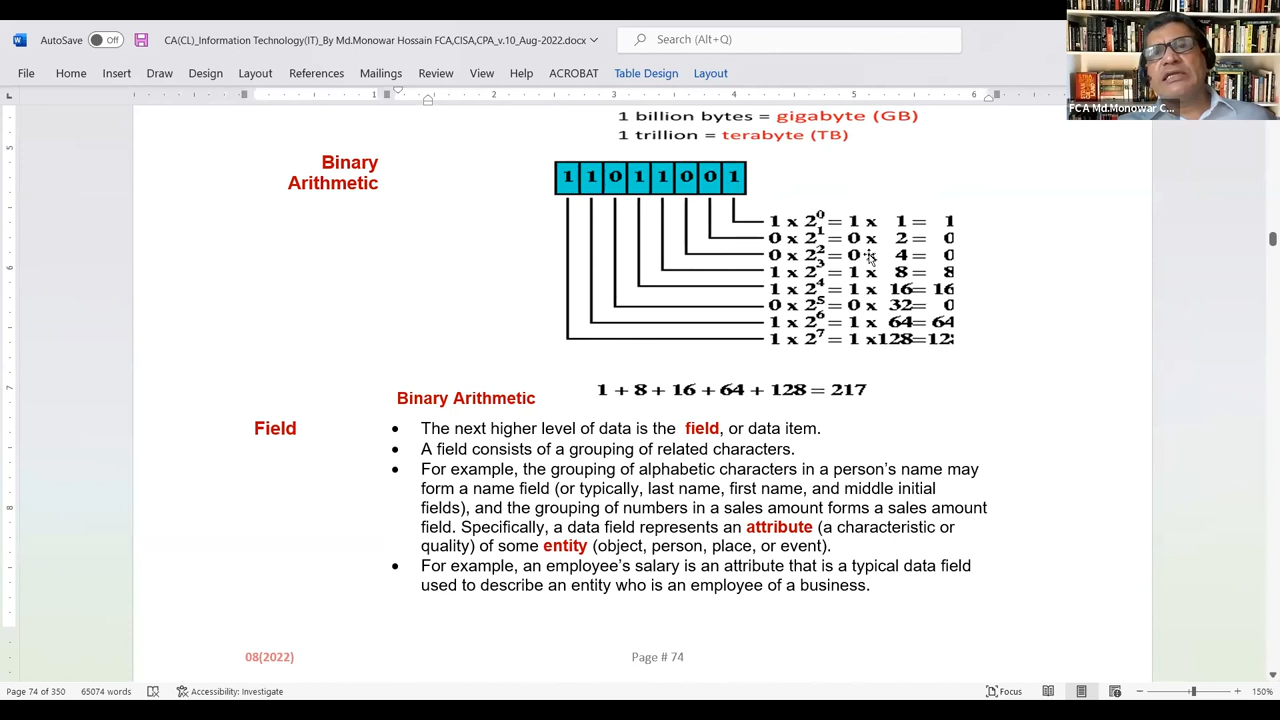 AutoSave Off CA(CL)_Information Technology(IT)_By Md.Monowar Hossain FCA,CISA,CPA_v.10_Aug-2022.docx Search (Alt+Q)
File Home Insert Draw Design Layout References Mailings Review View Help ACROBAT Table Design Layout
FCA Md.Monowar C...
1 2 3 4 5 6
1 billion bytes = gigabyte (GB)
1 trillion = terabyte (TB)
Binary
Arithmetic
1 1 0 1 1 0 0 1
1 x 2⁰ = 1 x 1 = 1
0 x 2¹ = 0 x 2 = 0
0 x 2² = 0 x 4 = 0
1 x 2³ = 1 x 8 = 8
1 x 2⁴ = 1 x 16 = 16
0 x 2⁵ = 0 x 32 = 0
1 x 2⁶ = 1 x 64 = 64
1 x 2⁷ = 1 x 128 = 128
Binary Arithmetic 1 + 8 + 16 + 64 + 128 = 217
Field
• The next higher level of data is the field, or data item.
• A field consists of a grouping of related characters.
• For example, the grouping of alphabetic characters in a person's name may
form a name field (or typically, last name, first name, and middle initial
fields), and the grouping of numbers in a sales amount forms a sales amount
field. Specifically, a data field represents an attribute (a characteristic or
quality) of some entity (object, person, place, or event).
• For example, an employee's salary is an attribute that is a typical data field
used to describe an entity who is an employee of a business.
08(2022) Page # 74
5
7
8
Page 74 of 350 65074 words Accessibility: Investigate Focus 150%